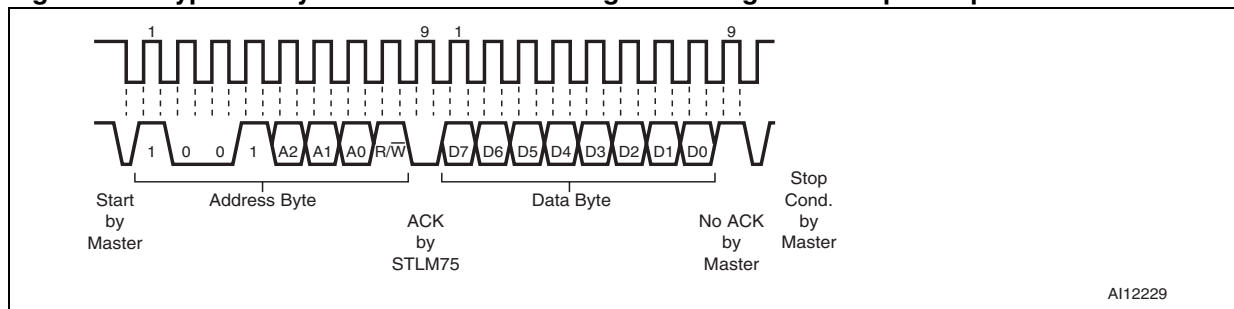 1 9 1 9
1 0 0 1 A2 A1 A0 R/W D7 D6 D5 D4 D3 D2 D1 D0
Start by Master
Address Byte
ACK by STLM75
Data Byte
No ACK by Master
Stop Cond. by Master
AI12229